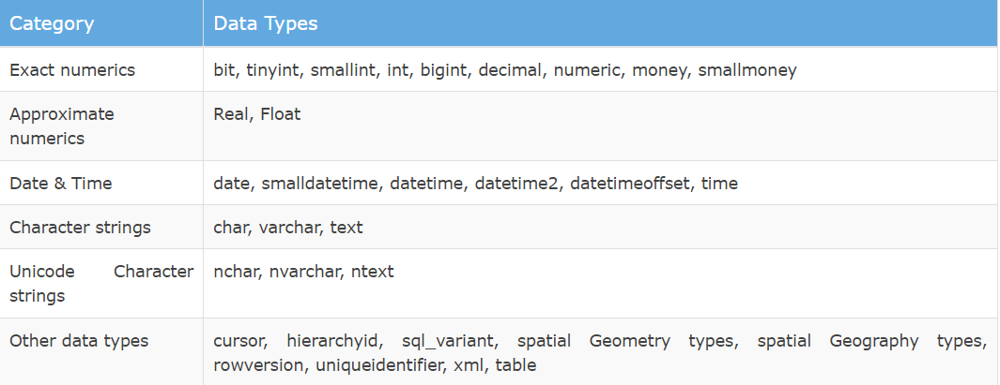 Category Data Types
Exact numerics bit, tinyint, smallint, int, bigint, decimal, numeric, money, smallmoney
Approximate numerics Real, Float
Date & Time date, smalldatetime, datetime, datetime2, datetimeoffset, time
Character strings char, varchar, text
Unicode Character strings nchar, nvarchar, ntext
Other data types cursor, hierarchyid, sql_variant, spatial Geometry types, spatial Geography types,
rowversion, uniqueidentifier, xml, table